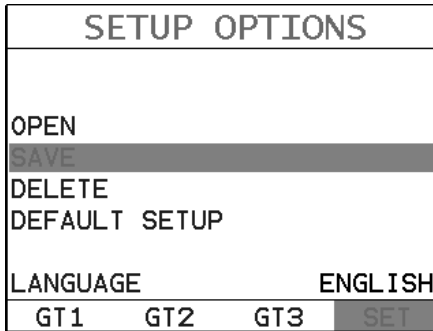 SETUP OPTIONS
OPEN
SAVE
DELETE
DEFAULT SETUP
LANGUAGE ENGLISH
GT1 GT2 GT3 SET